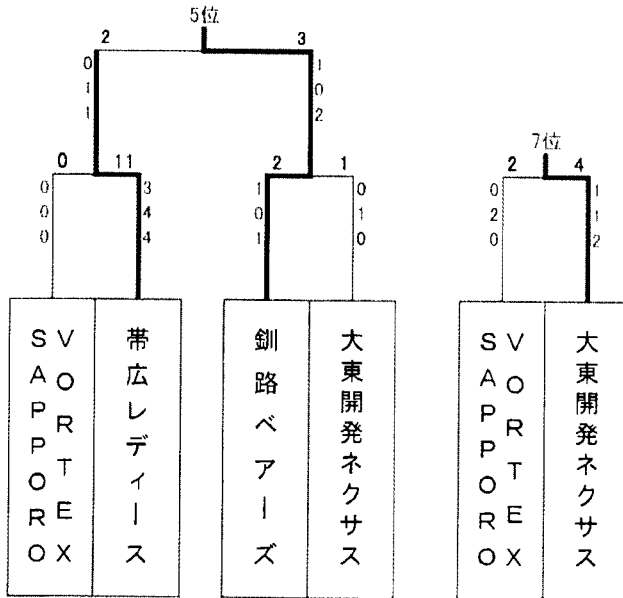 5位
2 3
0 1
1 0
1 2
7位
0 11 2 1 2 4
0 3 1 0 0 1
0 4 0 1 2 1
0 4 1 0 0 2
SAPPORO
VORTEX
帯広レディース
釧路ベアーズ
大東開発ネクサス
SAPPORO
VORTEX
大東開発ネクサス